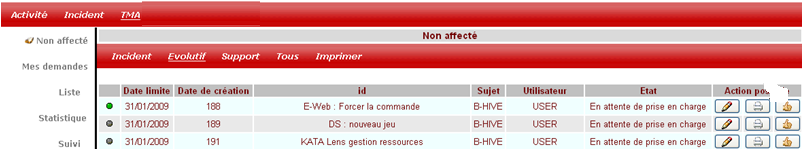 Activité Incident TMA
Non affecté
Non affecté
Mes demandes
Incident Evolutif Support Tous Imprimer
Liste
Date limite Date de création id Sujet Utilisateur Etat Action
31/01/2009 188 E-Web : Forcer la commande B-HIVE USER En attente de prise en charge
Statistique
31/01/2009 189 DS : nouveau jeu B-HIVE USER En attente de prise en charge
Suivi
31/01/2009 191 KATA Lens gestion ressources B-HIVE USER En attente de prise en charge